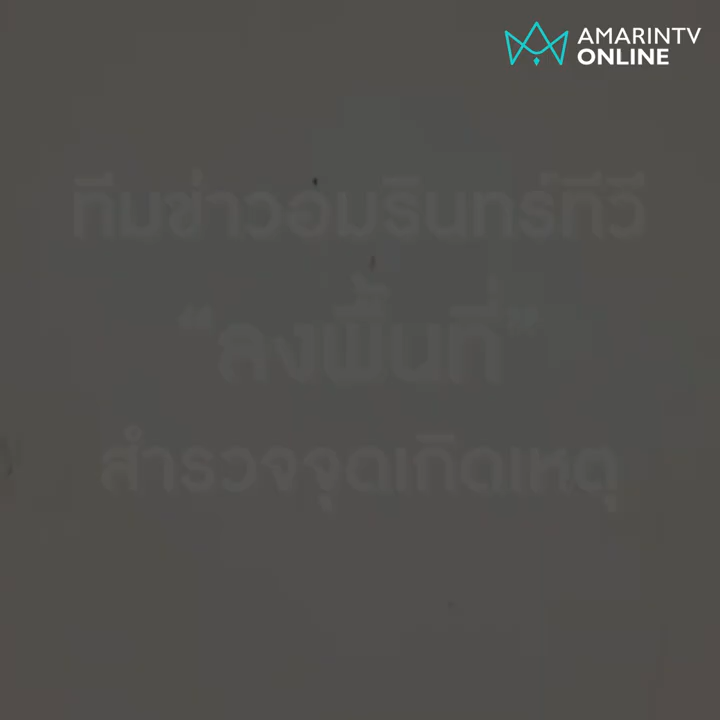 AMARINTV
ONLINE
ทีมข่าวอมรินทร์ทีวี
“ลงพื้นที่”
สำรวจจุดเกิดเหตุ